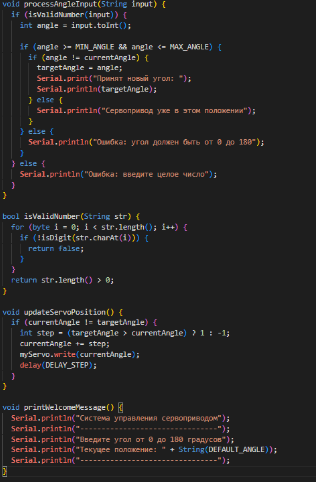 void processAngleInput(String input) {
  if (isValidNumber(input)) {
    int angle = input.toInt();

    if (angle >= MIN_ANGLE && angle <= MAX_ANGLE) {
      if (angle != currentAngle) {
        targetAngle = angle;
        Serial.print("Принят новый угол: ");
        Serial.println(targetAngle);
      } else {
        Serial.println("Сервопривод уже в этом положении");
      }
    } else {
      Serial.println("Ошибка: угол должен быть от 0 до 180");
    }
  } else {
    Serial.println("Ошибка: введите целое число");
  }
}

bool isValidNumber(String str) {
  for (byte i = 0; i < str.length(); i++) {
    if (!isDigit(str.charAt(i))) {
      return false;
    }
  }
  return str.length() > 0;
}

void updateServoPosition() {
  if (currentAngle != targetAngle) {
    int step = (targetAngle > currentAngle) ? 1 : -1;
    currentAngle += step;
    myServo.write(currentAngle);
    delay(DELAY_STEP);
  }
}

void printWelcomeMessage() {
  Serial.println("Система управления сервоприводом");
  Serial.println("--------------------------------");
  Serial.println("Введите угол от 0 до 180 градусов");
  Serial.println("Текущее положение: " + String(DEFAULT_ANGLE));
  Serial.println("--------------------------------");
}